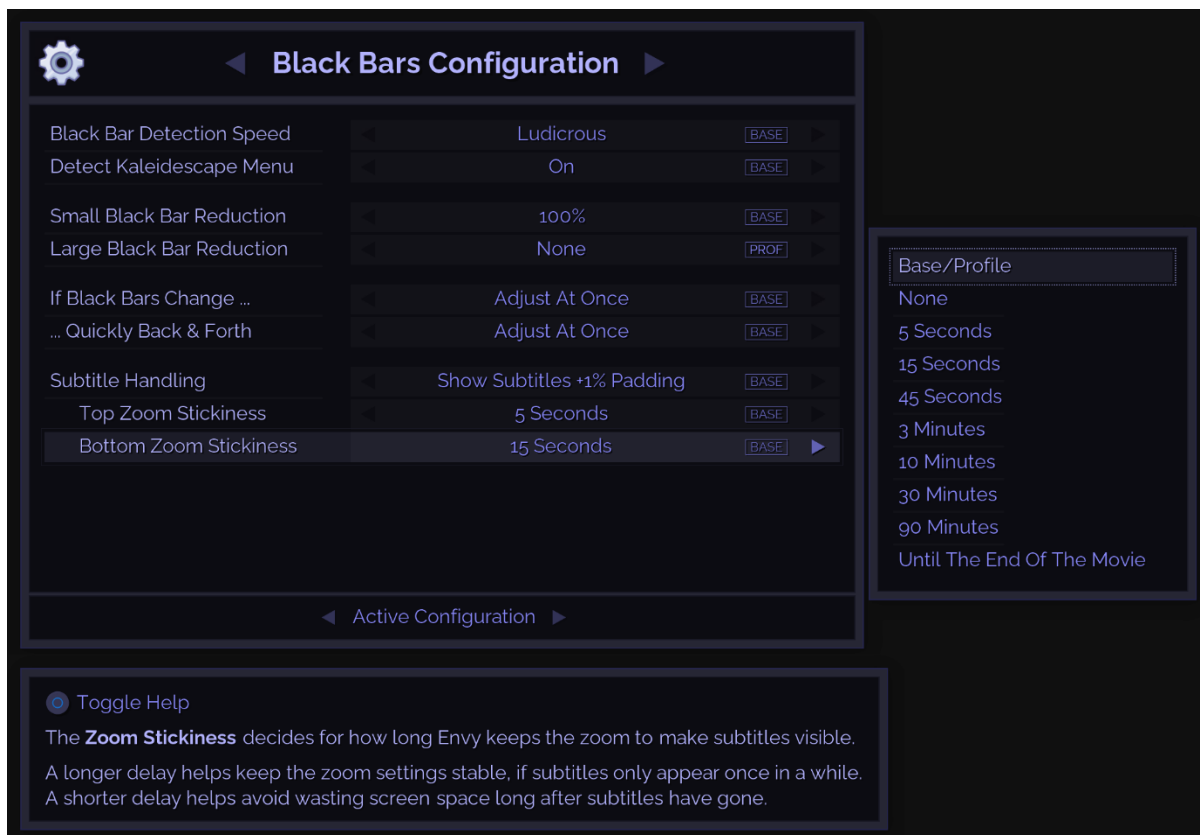 Black Bars Configuration
Black Bar Detection Speed Ludicrous BASE
Detect Kaleidescape Menu On BASE
Small Black Bar Reduction 100% BASE
Large Black Bar Reduction None PROF
If Black Bars Change ... Adjust At Once BASE
... Quickly Back & Forth Adjust At Once BASE
Subtitle Handling Show Subtitles +1% Padding BASE
Top Zoom Stickiness 5 Seconds BASE
Bottom Zoom Stickiness 15 Seconds BASE
Active Configuration
Base/Profile
None
5 Seconds
15 Seconds
45 Seconds
3 Minutes
10 Minutes
30 Minutes
90 Minutes
Until The End Of The Movie
Toggle Help
The Zoom Stickiness decides for how long Envy keeps the zoom to make subtitles visible.
A longer delay helps keep the zoom settings stable, if subtitles only appear once in a while.
A shorter delay helps avoid wasting screen space long after subtitles have gone.